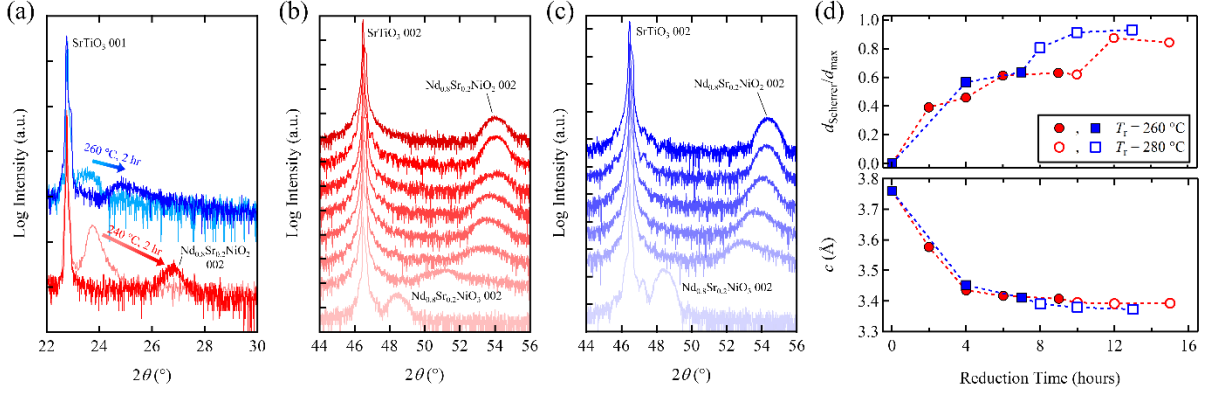 (a)
SrTiO3 001
260 °C, 2 hr
240 °C, 2 hr
Nd0.8Sr0.2NiO2
002
Log Intensity (a.u.)
22 24 26 28 30
2θ (°)
(b)
SrTiO3 002
Nd0.8Sr0.2NiO2 002
Nd0.8Sr0.2NiO3 002
Log Intensity (a.u.)
44 46 48 50 52 54 56
2θ (°)
(c)
SrTiO3 002
Nd0.8Sr0.2NiO2 002
Nd0.8Sr0.2NiO3 002
Log Intensity (a.u.)
44 46 48 50 52 54 56
2θ (°)
(d)
dScherrer/dmax
1.0
0.8
0.6
0.4
0.2
0.0
, Tr = 260 °C
, Tr = 280 °C
c (Å)
3.8
3.7
3.6
3.5
3.4
3.3
0 4 8 12 16
Reduction Time (hours)